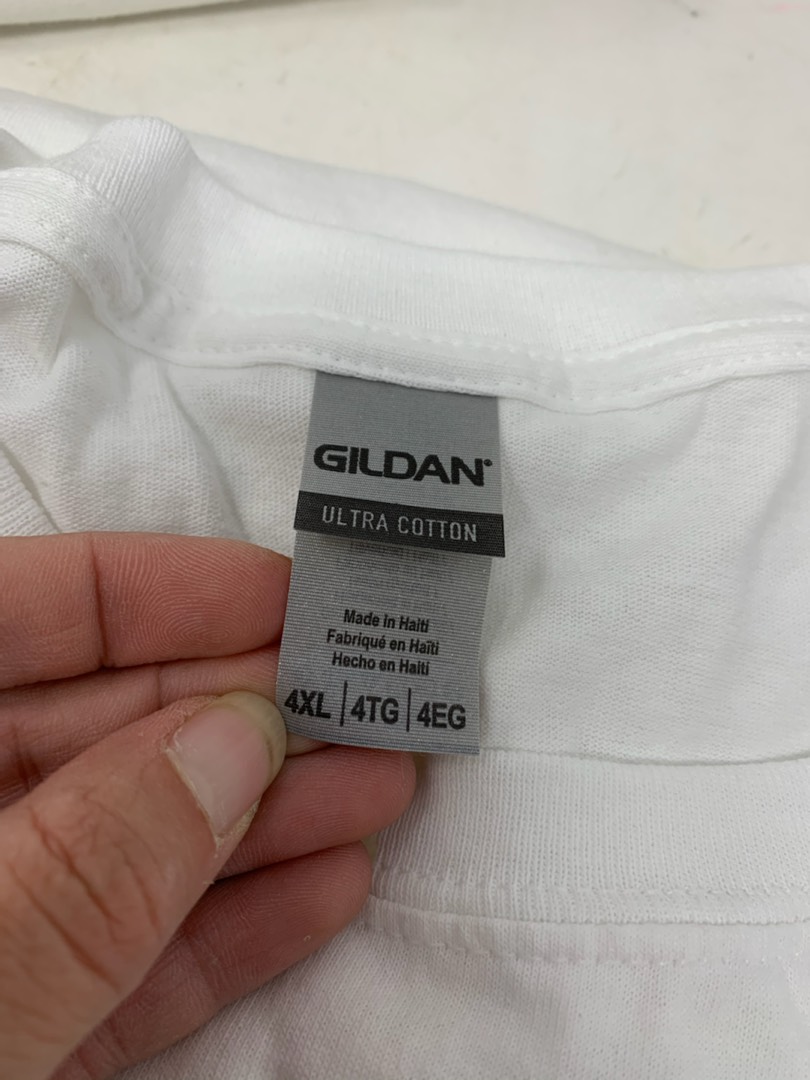 GILDAN®
ULTRA COTTON
Made in Haiti
Fabriqué en Haïti
Hecho en Haiti
4XL | 4TG | 4EG